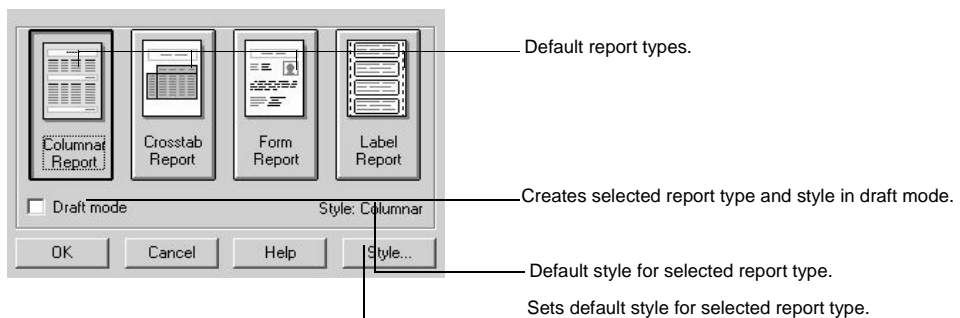 Default report types.
Columnar Report
Crosstab Report
Form Report
Label Report
Draft mode
Style: Columnar
Creates selected report type and style in draft mode.
OK
Cancel
Help
Style...
Default style for selected report type.
Sets default style for selected report type.